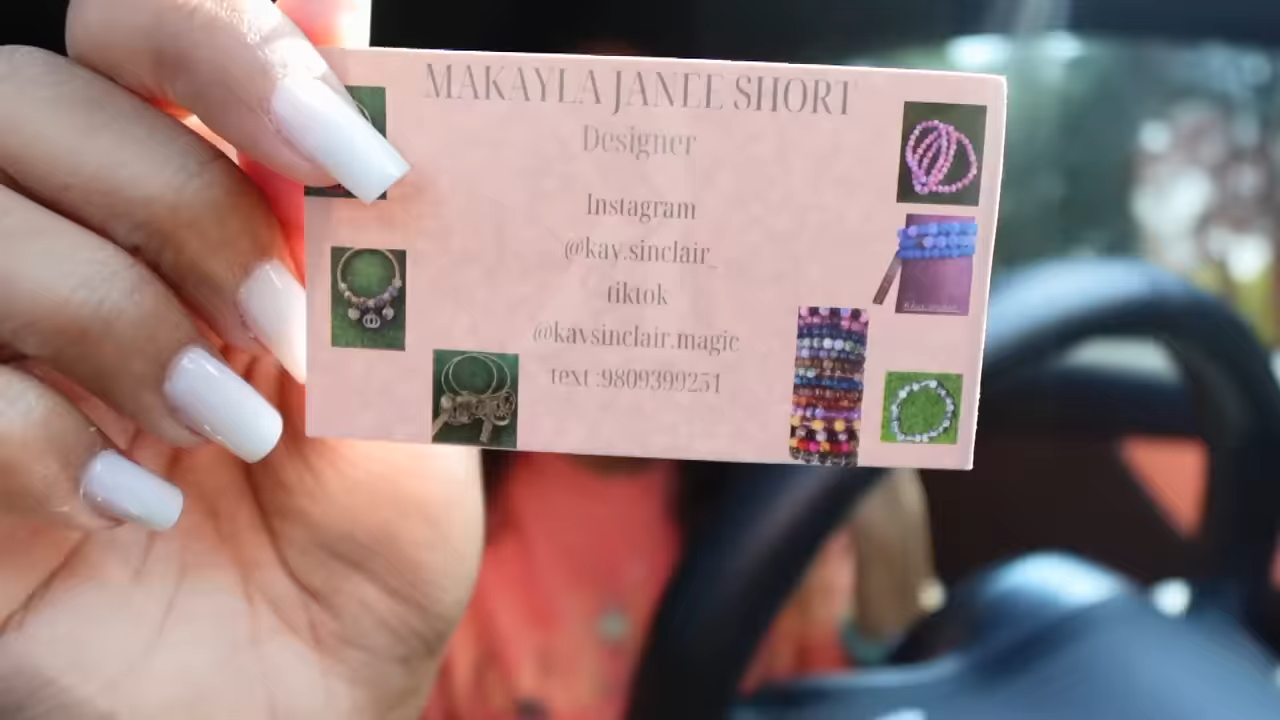 MAKAYLA JANEE SHORT
Designer
Instagram
@kay.sinclair_
tiktok
@kaysinclair.magic
text :9809399251